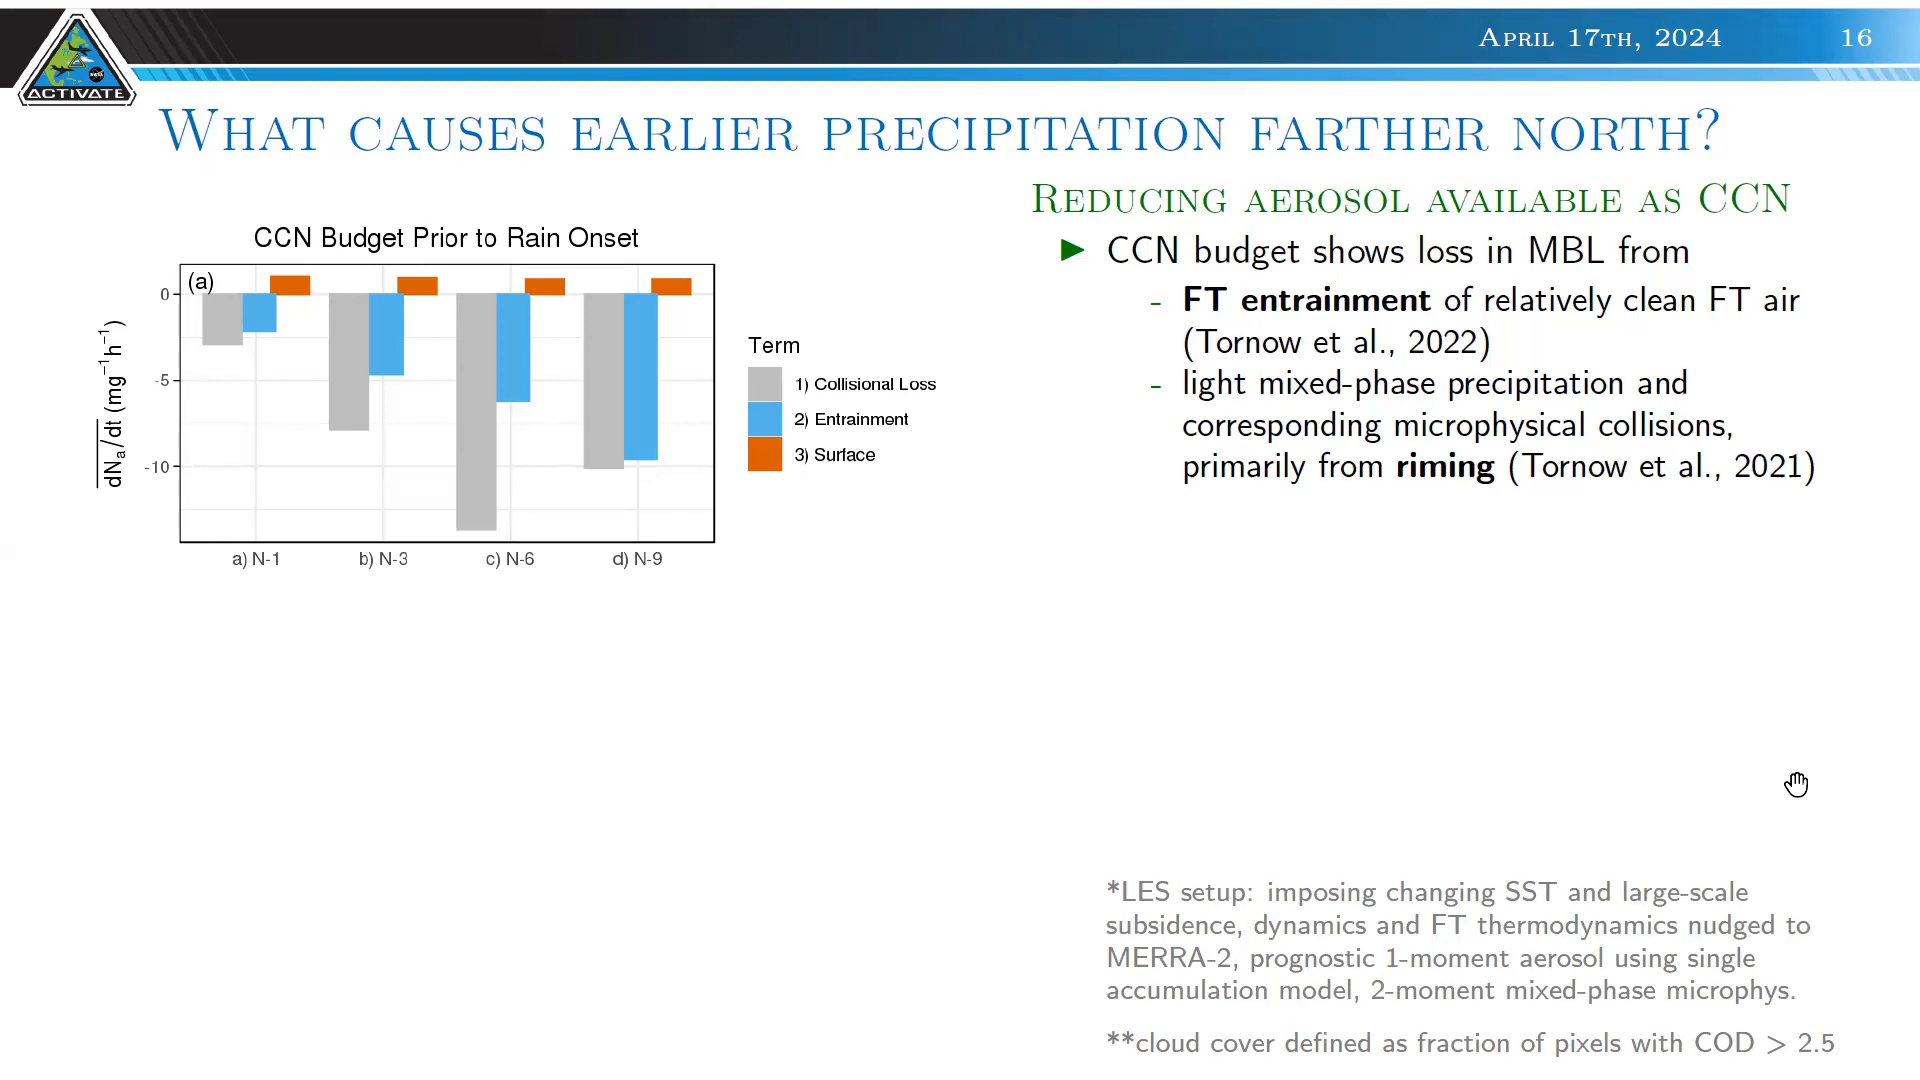 APRIL 17TH, 2024 16
ACTIVATE
WHAT CAUSES EARLIER PRECIPITATION FARTHER NORTH?
REDUCING AEROSOL AVAILABLE AS CCN
▶ CCN budget shows loss in MBL from
- FT entrainment of relatively clean FT air
(Tornow et al., 2022)
- light mixed-phase precipitation and
corresponding microphysical collisions,
primarily from riming (Tornow et al., 2021)
CCN Budget Prior to Rain Onset
(a)
0
-5
-10
dNₐ/dt (mg⁻¹h⁻¹)
a) N-1 b) N-3 c) N-6 d) N-9
Term
1) Collisional Loss
2) Entrainment
3) Surface
*LES setup: imposing changing SST and large-scale
subsidence, dynamics and FT thermodynamics nudged to
MERRA-2, prognostic 1-moment aerosol using single
accumulation model, 2-moment mixed-phase microphys.
**cloud cover defined as fraction of pixels with COD > 2.5